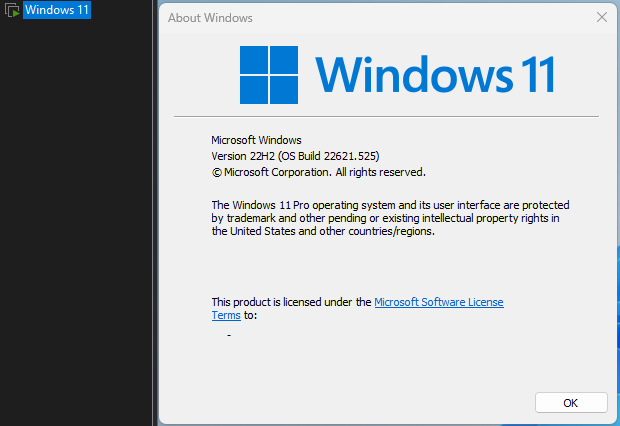 Windows 11
About Windows
Windows 11
Microsoft Windows
Version 22H2 (OS Build 22621.525)
© Microsoft Corporation. All rights reserved.
The Windows 11 Pro operating system and its user interface are protected
by trademark and other pending or existing intellectual property rights in
the United States and other countries/regions.
This product is licensed under the Microsoft Software License
Terms to:
-
OK